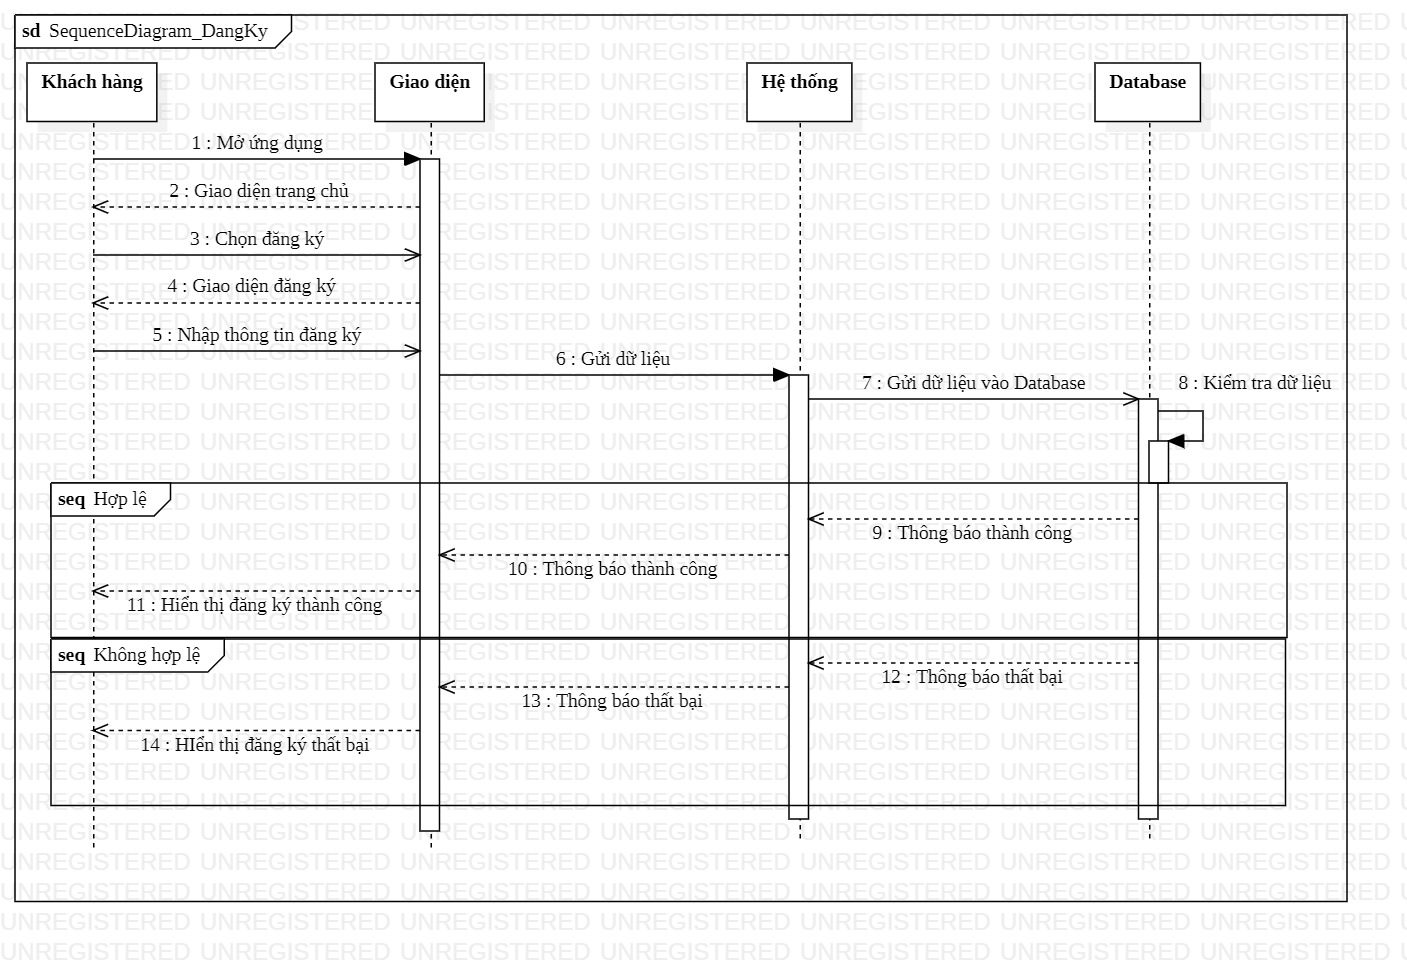 sd SequenceDiagram_DangKy
Khách hàng
Giao diện
Hệ thống
Database
1 : Mở ứng dụng
2 : Giao diện trang chủ
3 : Chọn đăng ký
4 : Giao diện đăng ký
5 : Nhập thông tin đăng ký
6 : Gửi dữ liệu
7 : Gửi dữ liệu vào Database
8 : Kiểm tra dữ liệu
seq Hợp lệ
9 : Thông báo thành công
10 : Thông báo thành công
11 : Hiển thị đăng ký thành công
seq Không hợp lệ
12 : Thông báo thất bại
13 : Thông báo thất bại
14 : HIển thị đăng ký thất bại
UNREGISTERED